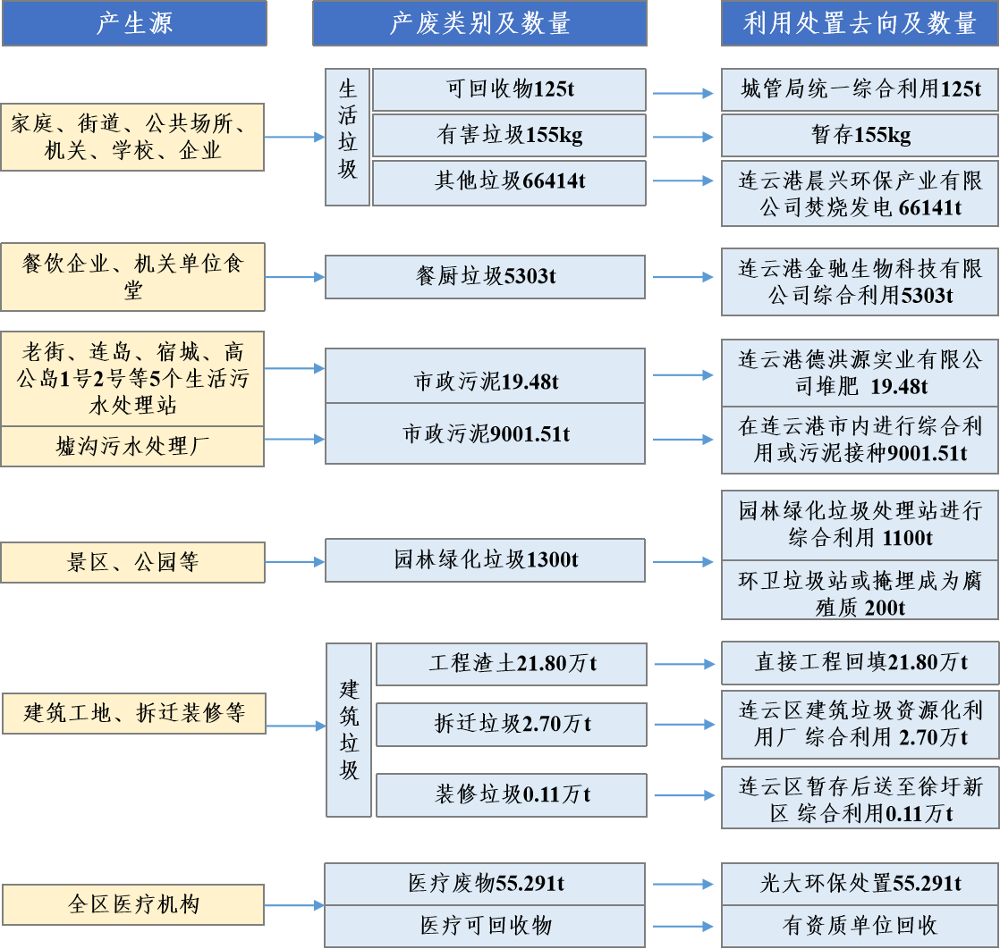 产生源
产废类别及数量
利用处置去向及数量
家庭、街道、公共场所、
机关、学校、企业
生活垃圾
可回收物125t
城管局统一综合利用125t
有害垃圾155kg
暂存155kg
其他垃圾66414t
连云港晨兴环保产业有限
公司焚烧发电 66141t
餐饮企业、机关单位食
堂
餐厨垃圾5303t
连云港金驰生物科技有限
公司综合利用5303t
老街、连岛、宿城、高
公岛1号2号等5个生活污
水处理站
市政污泥19.48t
连云港德洪源实业有限公
司堆肥 19.48t
墟沟污水处理厂
市政污泥9001.51t
在连云港市内进行综合利
用或污泥接种9001.51t
景区、公园等
园林绿化垃圾1300t
园林绿化垃圾处理站进行
综合利用 1100t
环卫垃圾站或掩埋成为腐
殖质 200t
建筑工地、拆迁装修等
建筑垃圾
工程渣土21.80万t
直接工程回填21.80万t
拆迁垃圾2.70万t
连云区建筑垃圾资源化利
用厂 综合利用 2.70万t
装修垃圾0.11万t
连云区暂存后送至徐圩新
区 综合利用0.11万t
全区医疗机构
医疗废物55.291t
光大环保处置55.291t
医疗可回收物
有资质单位回收